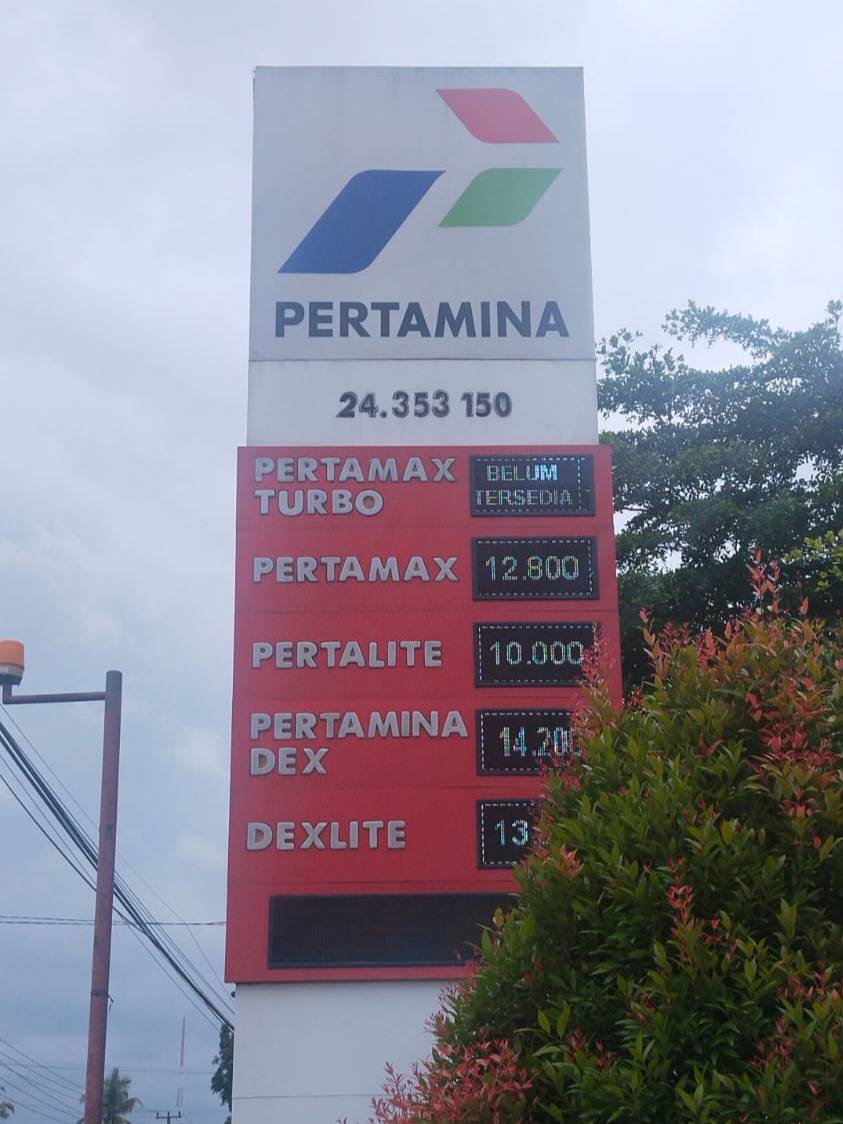 PERTAMINA
24.353 150
PERTAMAX
TURBO
BELUM
TERSEDIA
PERTAMAX
12.800
PERTALITE
10.000
PERTAMINA
DEX
14.20
DEXLITE
13